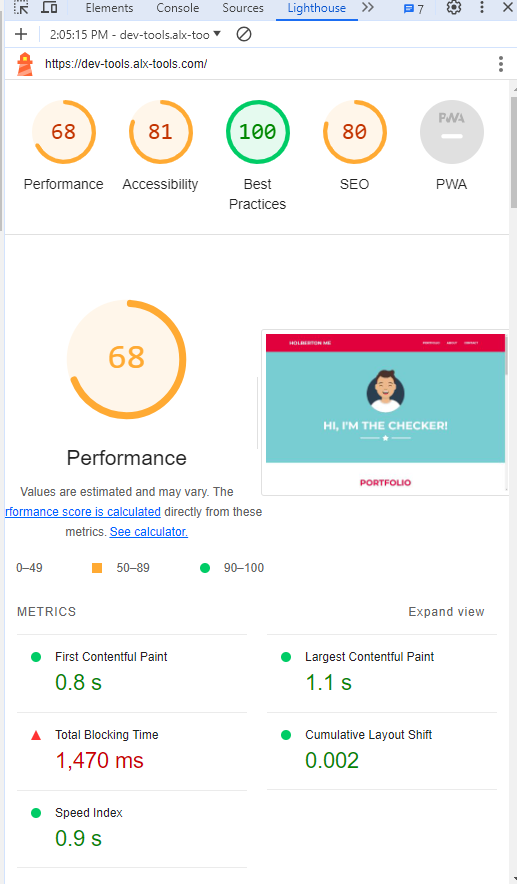 Elements Console Sources Lighthouse 7
2:05:15 PM - dev-tools.alx-too
https://dev-tools.alx-tools.com/
68 81 100 80 PWA
Performance Accessibility Best Practices SEO PWA
HOLBERTON ME PORTFOLIO ABOUT CONTACT
HI, I'M THE CHECKER!
PORTFOLIO
68
Performance
Values are estimated and may vary. The
rformance score is calculated directly from these
metrics. See calculator.
0–49 50–89 90–100
METRICS Expand view
First Contentful Paint Largest Contentful Paint
0.8 s 1.1 s
Total Blocking Time Cumulative Layout Shift
1,470 ms 0.002
Speed Index
0.9 s